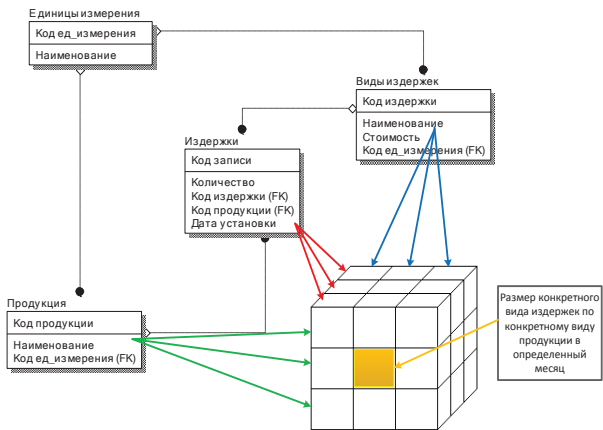 Единицы измерения
Код ед_измерения
Наименование
Виды издержек
Код издержки
Наименование
Стоимость
Код ед_измерения (FK)
Издержки
Код записи
Количество
Код издержки (FK)
Код продукции (FK)
Дата установки
Продукция
Код продукции
Наименование
Код ед_измерения (FK)
Размер конкретного
вида издержек по
конкретному виду
продукции в
определенный
месяц